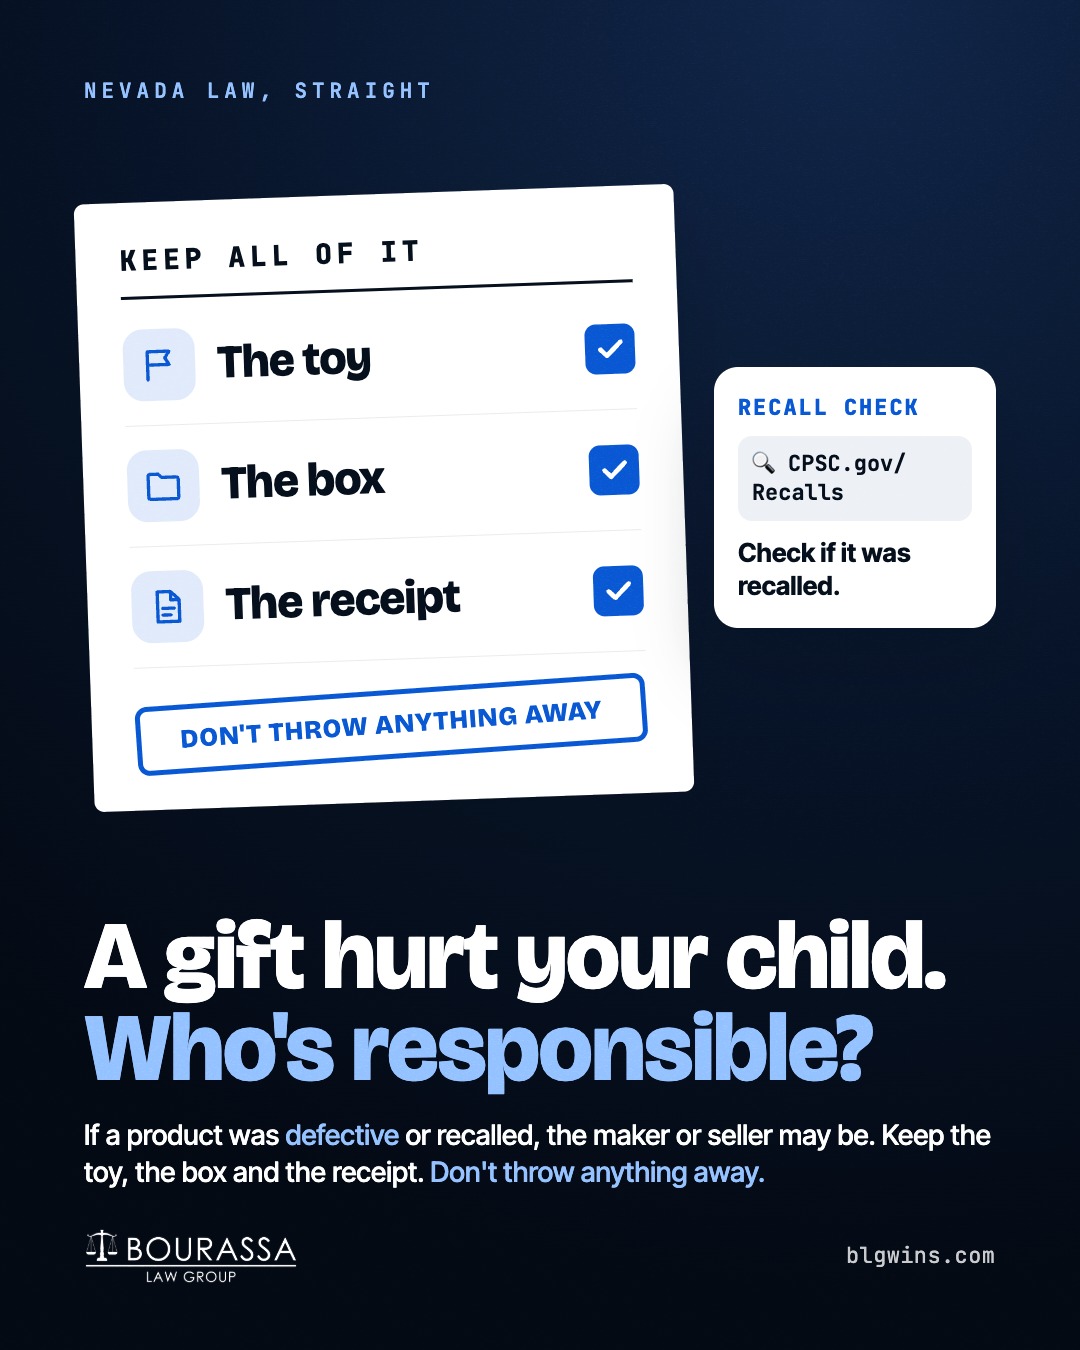 NEVADA LAW, STRAIGHT
KEEP ALL OF IT
The toy
The box
The receipt
DON'T THROW ANYTHING AWAY
RECALL CHECK
🔍 CPSC.gov/
Recalls
Check if it was
recalled.
A gift hurt your child.
Who's responsible?
If a product was defective or recalled, the maker or seller may be. Keep the
toy, the box and the receipt. Don't throw anything away.
BOURASSA
LAW GROUP
blgwins.com